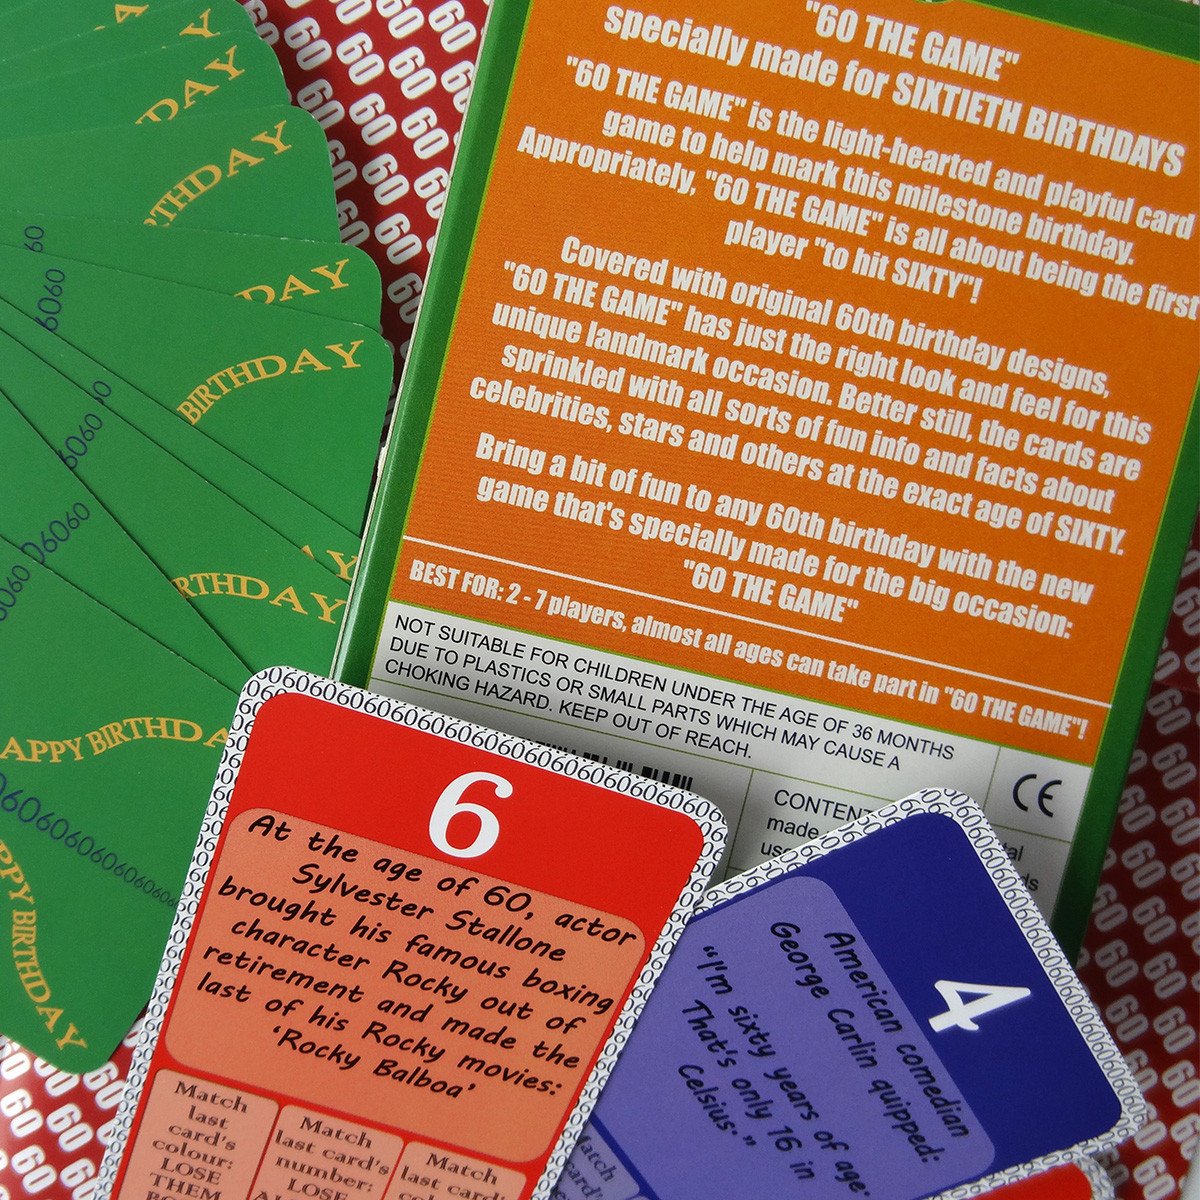 "60 THE GAME"
specially made for SIXTIETH BIRTHDAYS
"60 THE GAME" is the light-hearted and playful card
game to help mark this milestone birthday.
Appropriately, "60 THE GAME" is all about being the first
player "to hit SIXTY"!
Covered with original 60th birthday designs,
"60 THE GAME" has just the right look and feel for this
unique landmark occasion. Better still, the cards are
sprinkled with all sorts of fun info and facts about
celebrities, stars and others at the exact age of SIXTY.
Bring a bit of fun to any 60th birthday with the new
game that's specially made for the big occasion:
"60 THE GAME"
BEST FOR: 2 - 7 players, almost all ages can take part in "60 THE GAME"!
NOT SUITABLE FOR CHILDREN UNDER THE AGE OF 36 MONTHS
DUE TO PLASTICS OR SMALL PARTS WHICH MAY CAUSE A
CHOKING HAZARD. KEEP OUT OF REACH.
CE
made
DAY
BIRTHDAY
BIRTHDAY
HAPPY BIRTHDAY
6
At the age of 60, actor
Sylvester Stallone
brought his famous boxing
character Rocky out of
retirement and made the
last of his Rocky movies:
'Rocky Balboa'
Match
last
card's
colour:
LOSE
THEM
Match
last card's
number:
LOSE
Match
last card's
4
American comedian
George Carlin quipped:
"I'm sixty years of age.
That's only 16 in
Celsius."
Match
last
card's